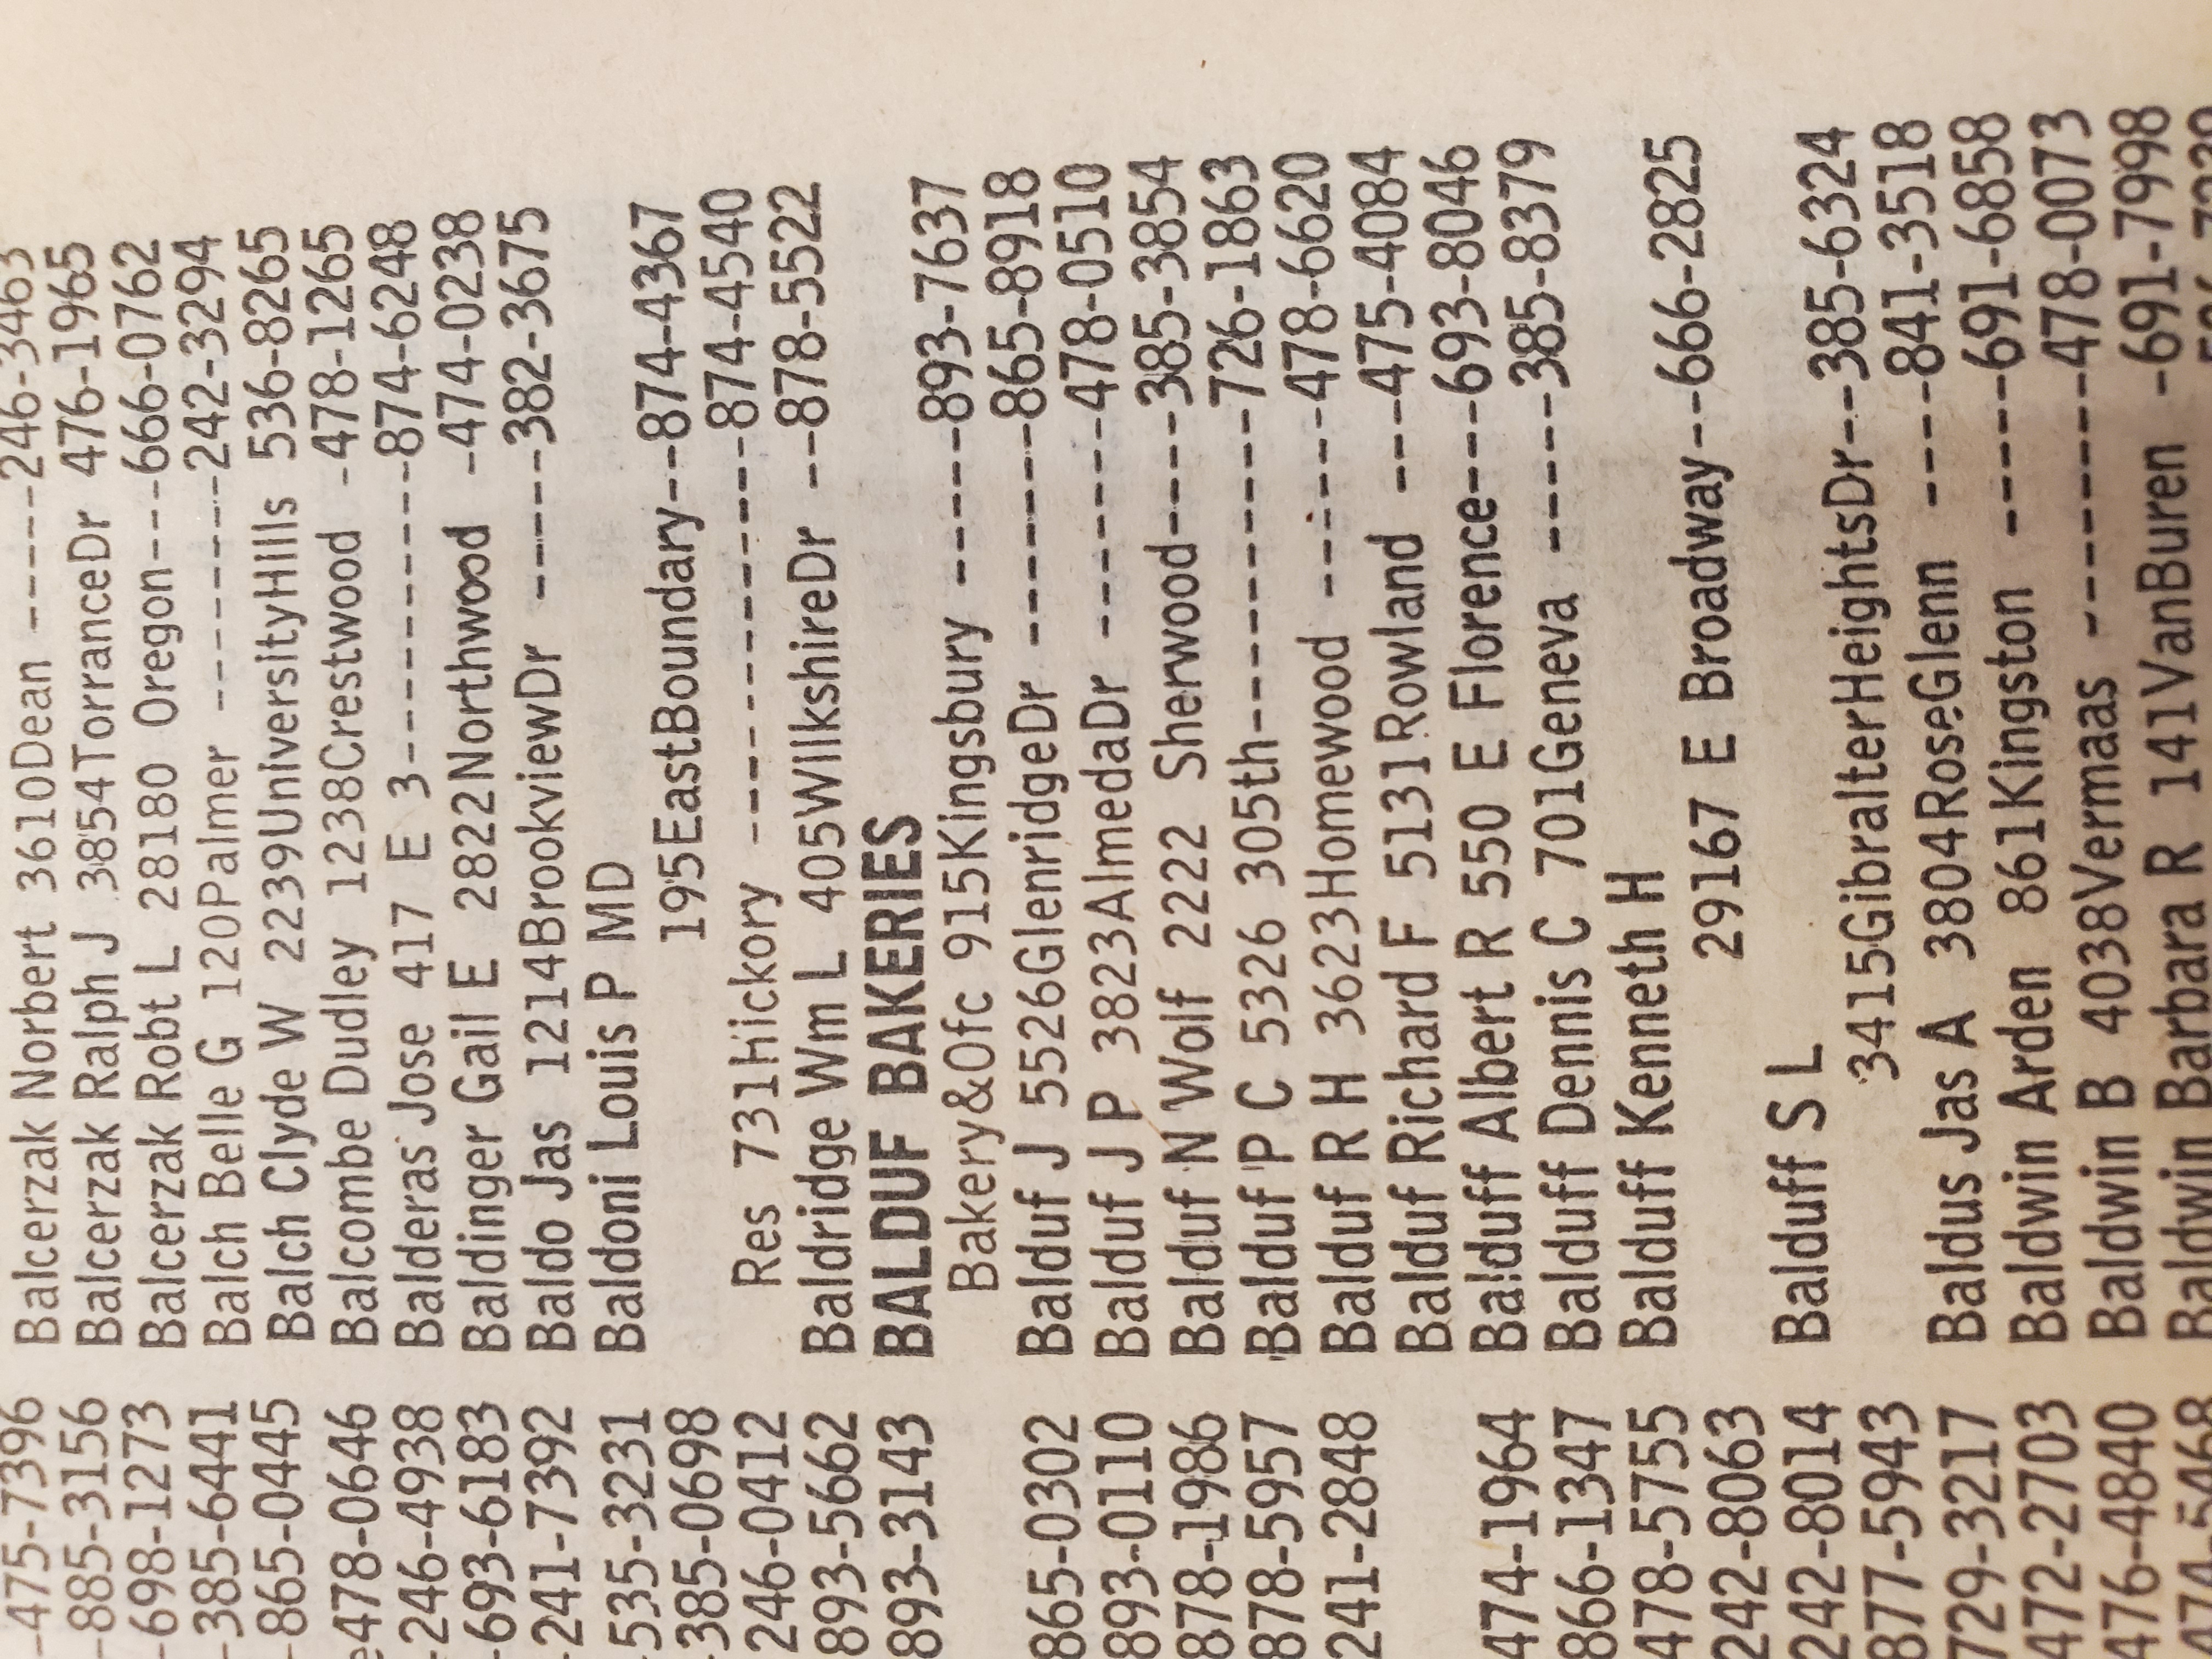 475-7396
885-3156
698-1273
385-6441
865-0445
e478-0646
246-4938
693-6183
241-7392
535-3231
385-0698
246-0412
893-5662
893-3143
865-0302
893-0110
878-1986
878-5957
241-2848
474-1964
866-1347
478-5755
242-8063
242-8014
877-5943
729-3217
472-2703
476-4840
474-5468
Balcerzak Norbert 3610Dean ------246-3463
Balcerzak Ralph J 3854TorranceDr 476-1965
Balcerzak Robt L 28180 Oregon---666-0762
Balch Belle G 120Palmer --------242-3294
Balch Clyde W 2239UniversityHills 536-8265
Balcombe Dudley 1238Crestwood -478-1265
Balderas Jose 417 E 3------------874-6248
Baldinger Gail E 2822Northwood -474-0238
Baldo Jas 1214BrookviewDr ------382-3675
Baldoni Louis P MD
195EastBoundary---874-4367
Res 731Hickory ---------------874-4540
Baldridge Wm L 405WilkshireDr --878-5522
BALDUF BAKERIES
Bakery&Ofc 915Kingsbury ------893-7637
Balduf J 5526GlenridgeDr --------865-8918
Balduf J P 3823AlmedaDr --------478-0510
Balduf N Wolf 2222 Sherwood-----385-3854
Balduf P C 5326 305th------------726-1863
Balduf R H 3623Homewood ------478-6620
Balduf Richard F 5131Rowland ----475-4084
Balduff Albert R 550 E Florence---693-8046
Balduff Dennis C 701Geneva ------385-8379
Balduff Kenneth H
29167 E Broadway--666-2825
Balduff S L
3415GibralterHeightsDr--385-6324
Baldus Jas A 3804RoseGlenn -----841-3518
Baldwin Arden 861Kingston ------691-6858
Baldwin B 4038Vermaas ---------478-0073
Baldwin Barbara R 141VanBuren -691-7998